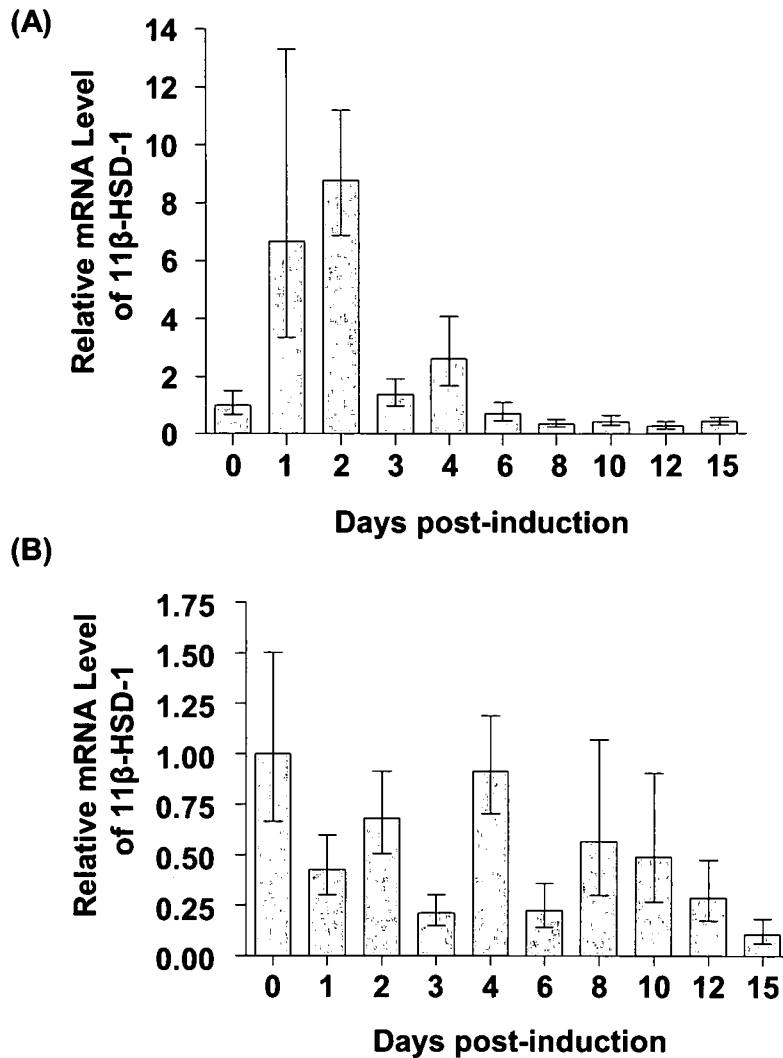 (A)
Relative mRNA Level
of 11β-HSD-1
14
12
10
8
6
4
2
0
0 1 2 3 4 6 8 10 12 15
Days post-induction
(B)
Relative mRNA Level
of 11β-HSD-1
1.75
1.50
1.25
1.00
0.75
0.50
0.25
0.00
0 1 2 3 4 6 8 10 12 15
Days post-induction